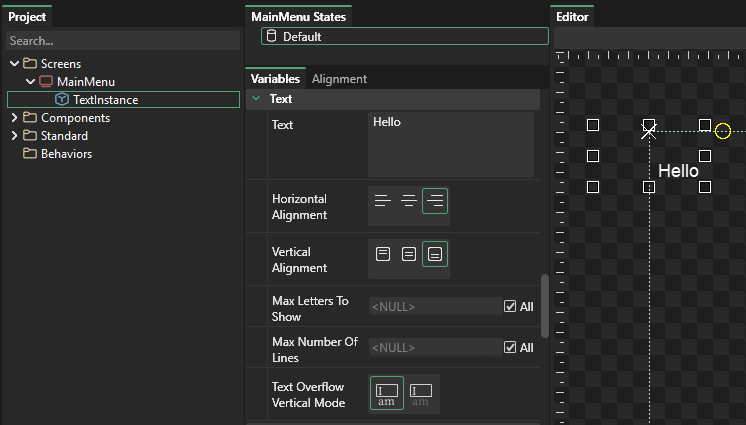 Project
Search...
Screens
MainMenu
TextInstance
Components
Standard
Behaviors
MainMenu States
Default
Variables
Alignment
Text
Text
Hello
Horizontal
Alignment
Vertical
Alignment
Max Letters To
Show
<NULL>
All
Max Number Of
Lines
<NULL>
All
Text Overflow
Vertical Mode
am
am
Editor
Hello